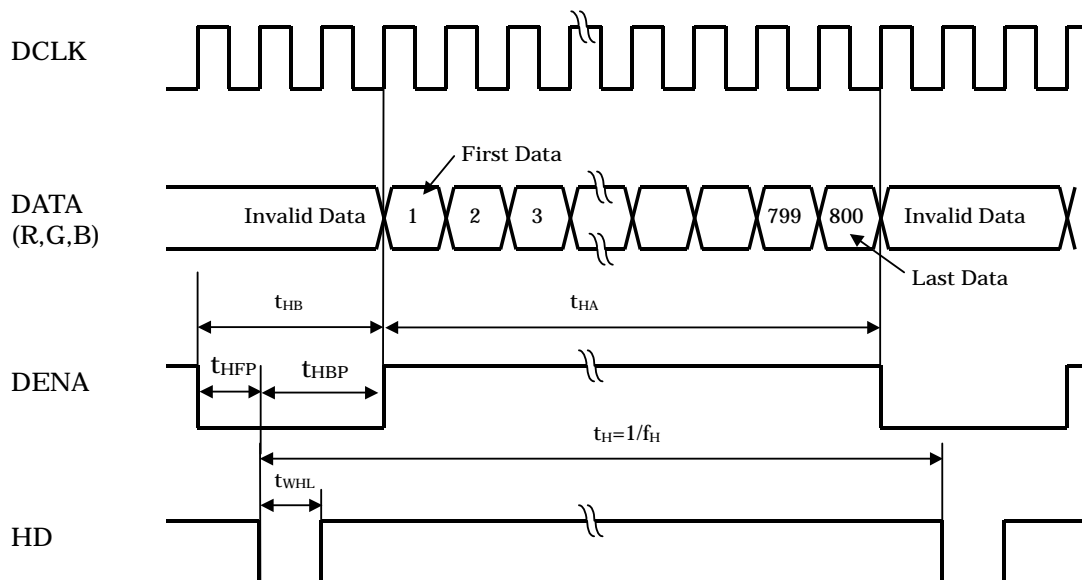 DCLK
First Data
DATA
(R,G,B)
Invalid Data 1 2 3 799 800 Invalid Data
Last Data
tHB tHA
tHFP tHBP
DENA
tH=1/fH
tWHL
HD